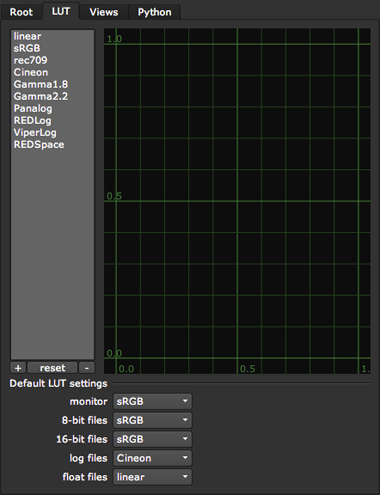 Root LUT Views Python
linear
sRGB
rec709
Cineon
Gamma1.8
Gamma2.2
Panalog
REDLog
ViperLog
REDSpace
1.0
0.5
0.0
0.0 0.5 1.
+ reset -
Default LUT settings
monitor sRGB
8-bit files sRGB
16-bit files sRGB
log files Cineon
float files linear